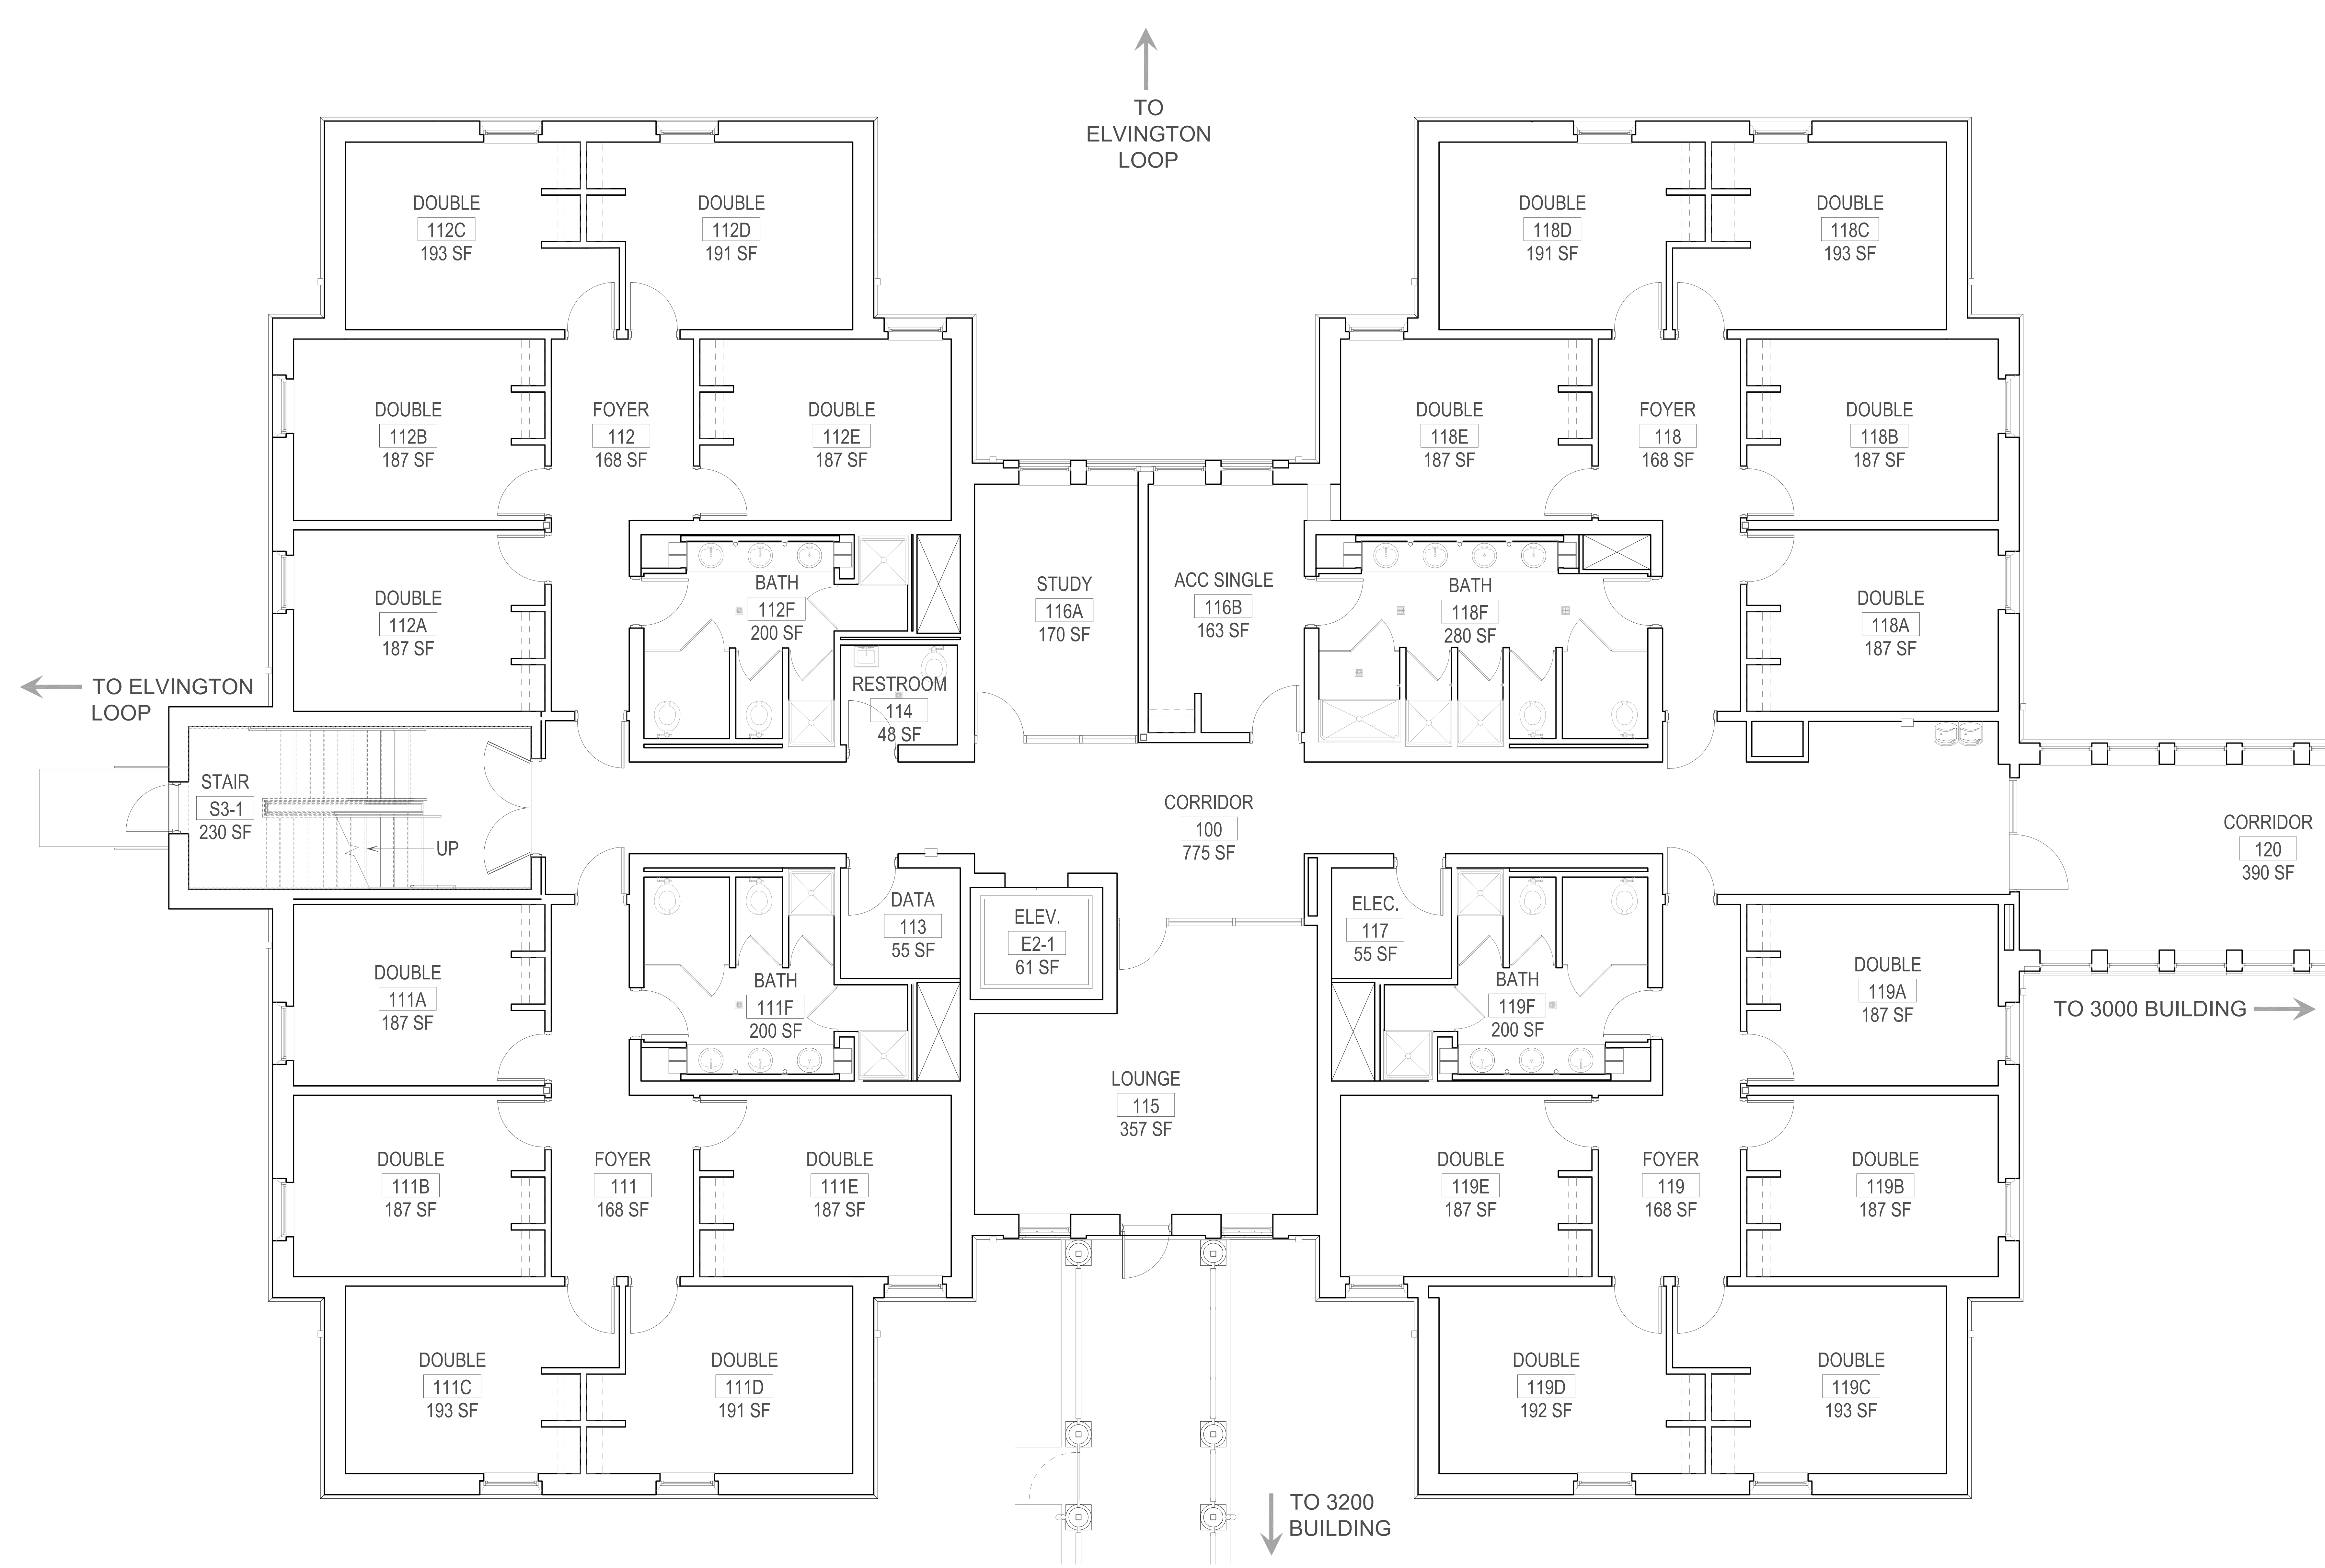 TO
ELVINGTON
LOOP
DOUBLE
112C
193 SF
DOUBLE
112D
191 SF
DOUBLE
118D
191 SF
DOUBLE
118C
193 SF
DOUBLE
112B
187 SF
FOYER
112
168 SF
DOUBLE
112E
187 SF
DOUBLE
118E
187 SF
FOYER
118
168 SF
DOUBLE
118B
187 SF
DOUBLE
112A
187 SF
BATH
112F
200 SF
STUDY
116A
170 SF
ACC SINGLE
116B
163 SF
BATH
118F
280 SF
DOUBLE
118A
187 SF
TO ELVINGTON
LOOP
RESTROOM
114
48 SF
STAIR
S3-1
230 SF
UP
CORRIDOR
100
775 SF
CORRIDOR
120
390 SF
DOUBLE
111A
187 SF
BATH
111F
200 SF
DATA
113
55 SF
ELEV.
E2-1
61 SF
ELEC.
117
55 SF
BATH
119F
200 SF
DOUBLE
119A
187 SF
TO 3000 BUILDING
LOUNGE
115
357 SF
DOUBLE
111B
187 SF
FOYER
111
168 SF
DOUBLE
111E
187 SF
DOUBLE
119E
187 SF
FOYER
119
168 SF
DOUBLE
119B
187 SF
DOUBLE
111C
193 SF
DOUBLE
111D
191 SF
DOUBLE
119D
192 SF
DOUBLE
119C
193 SF
TO 3200
BUILDING